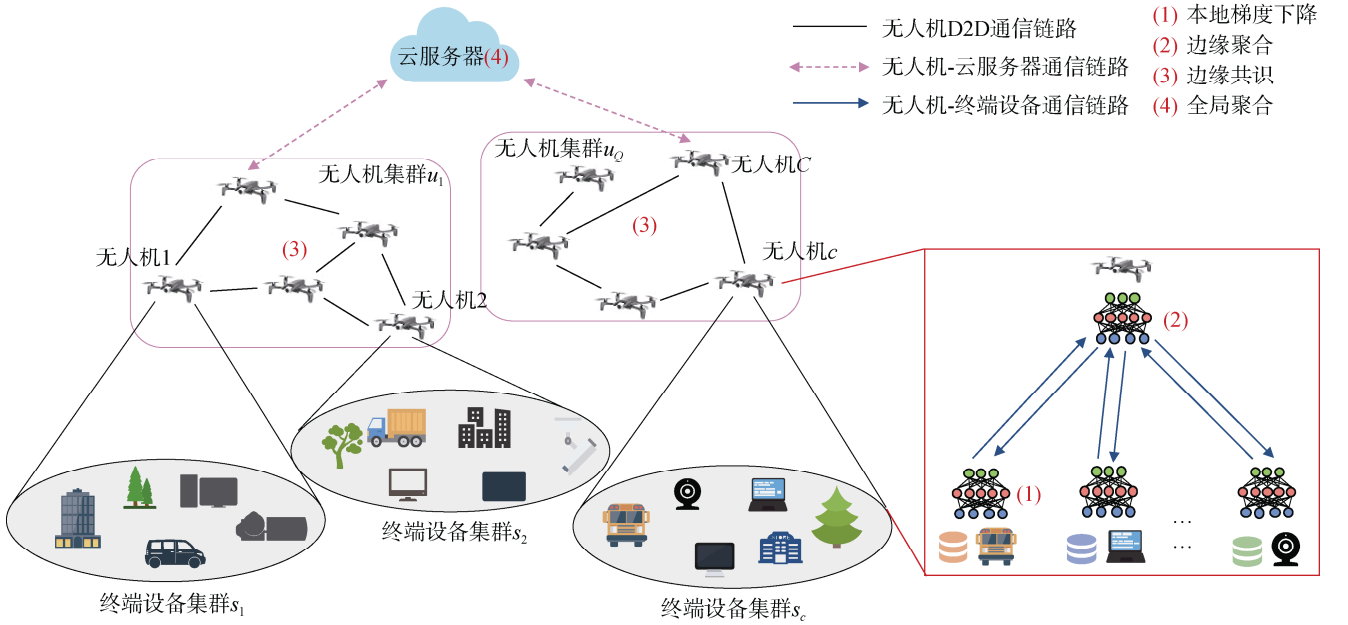 云服务器(4)
无人机D2D通信链路
无人机-云服务器通信链路
无人机-终端设备通信链路
(1) 本地梯度下降
(2) 边缘聚合
(3) 边缘共识
(4) 全局聚合
无人机集群u1
无人机1
(3)
无人机2
无人机集群uQ
无人机C
(3)
无人机c
(2)
(1)
...
...
终端设备集群s1
终端设备集群s2
终端设备集群sc